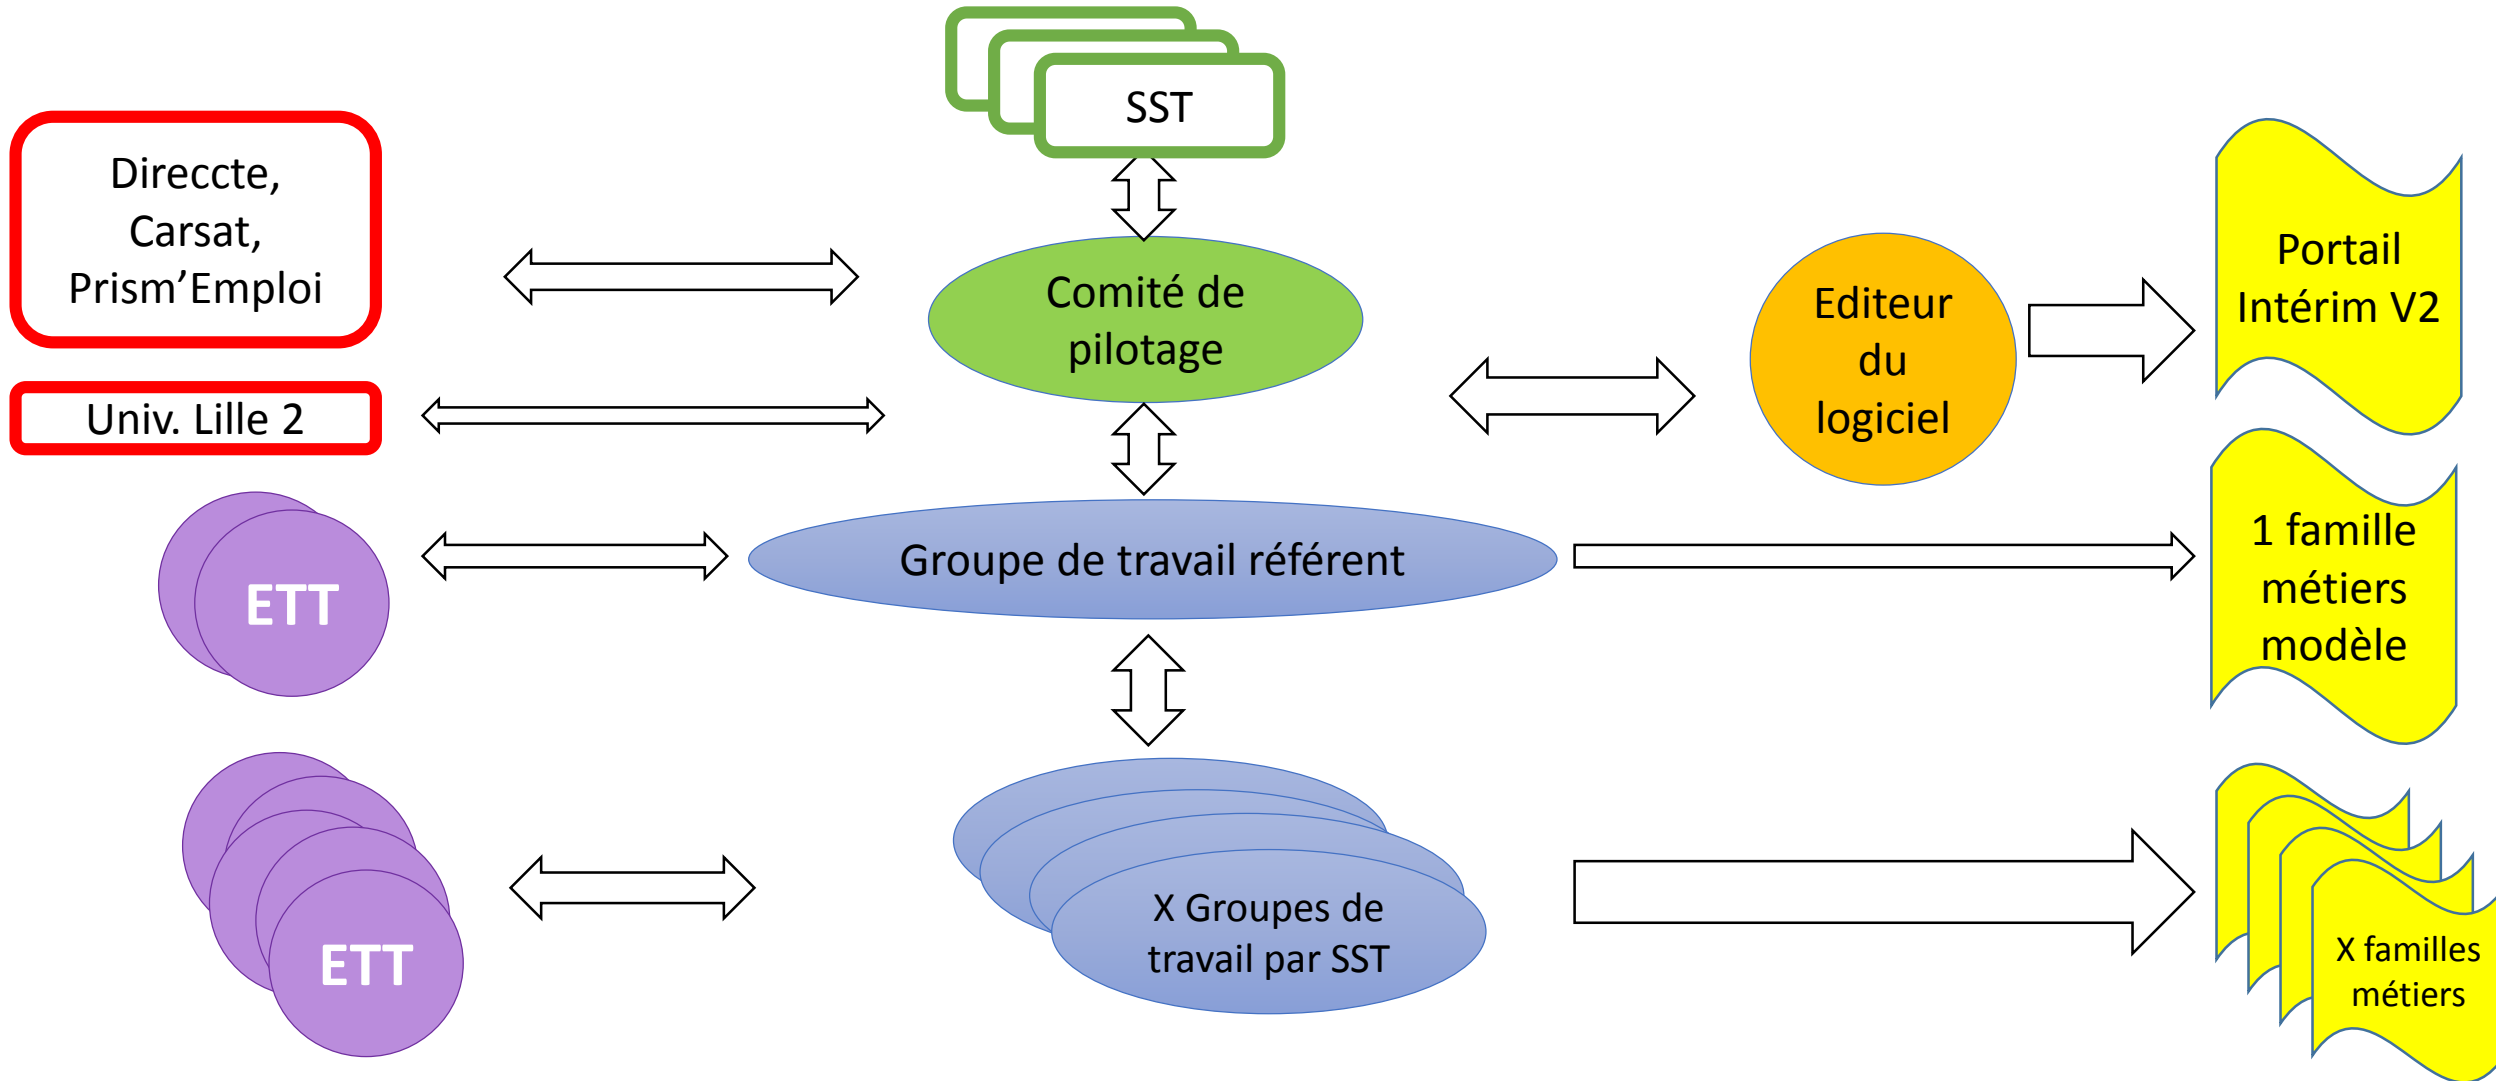 SST
Direccte,
Carsat,
Prism’Emploi
Comité de
pilotage
Editeur
du
logiciel
Portail
Intérim V2
Univ. Lille 2
ETT
Groupe de travail référent
1 famille
métiers
modèle
ETT
X Groupes de
travail par SST
X familles
métiers